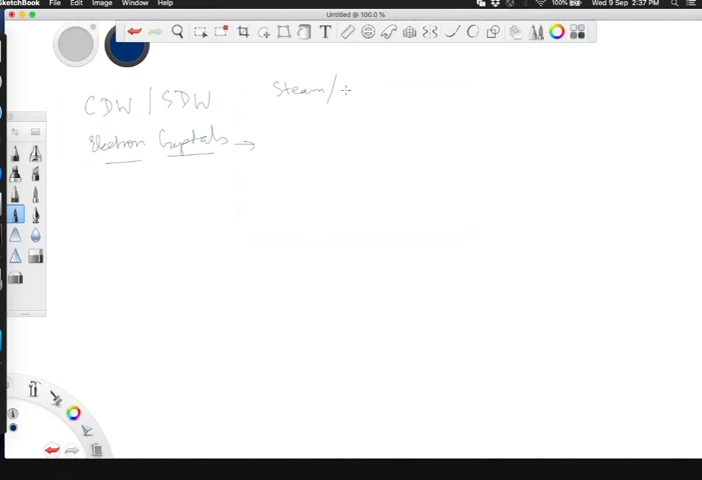 SketchBook File Edit Image Window Help 100% Wed 9 Sep 2:37 PM
Untitled @ 100.0 %
T
CDW / SDW Steam/
Electron Crystals →